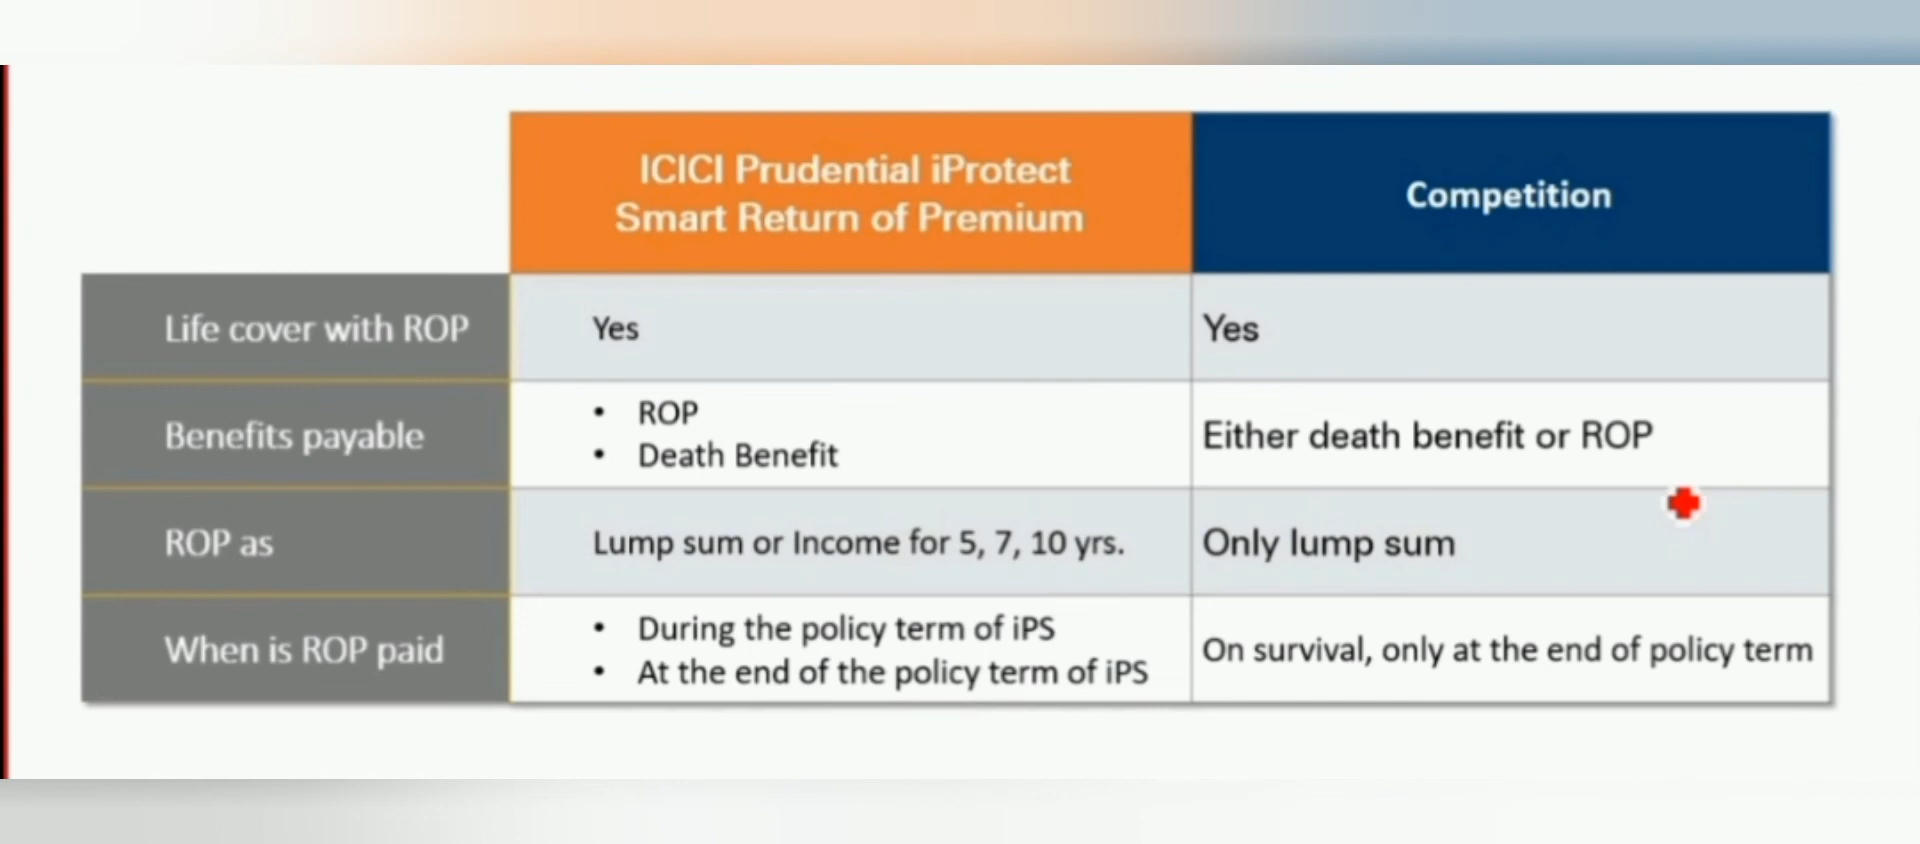 ICICI Prudential iProtect
Smart Return of Premium
Competition
Life cover with ROP
Yes
Yes
Benefits payable
• ROP
• Death Benefit
Either death benefit or ROP
ROP as
Lump sum or Income for 5, 7, 10 yrs.
Only lump sum
When is ROP paid
• During the policy term of iPS
• At the end of the policy term of iPS
On survival, only at the end of policy term